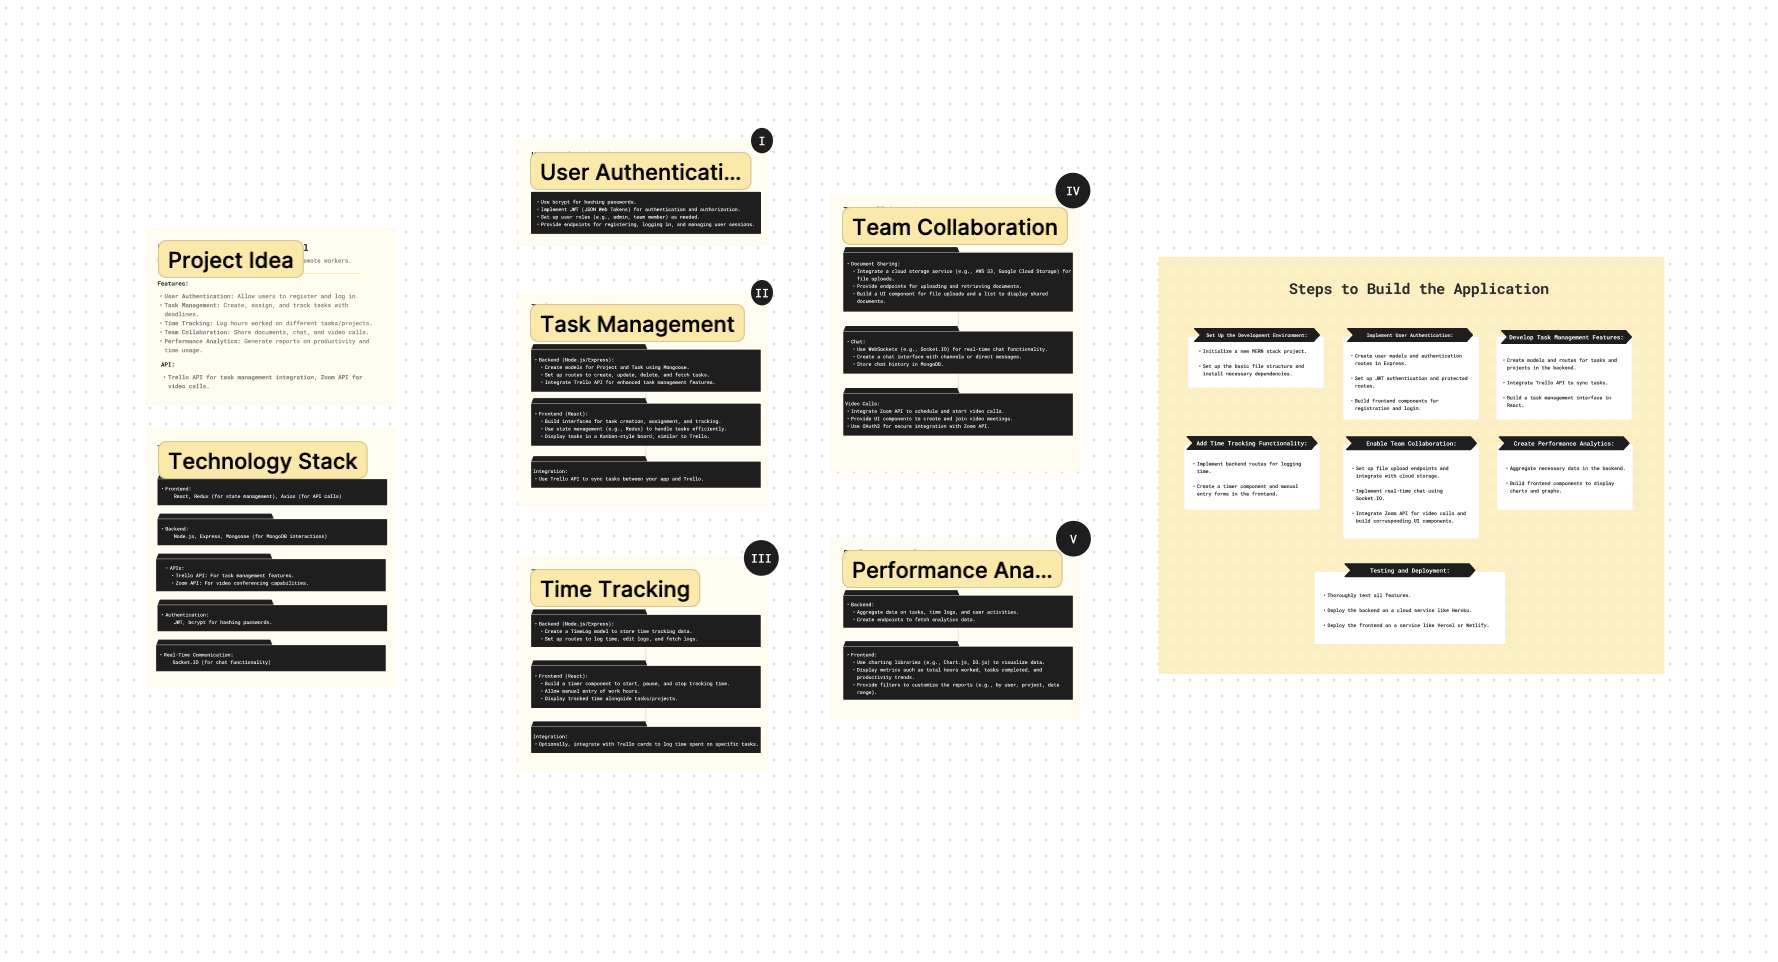 Project Idea
emote workers.
Features:
• User Authentication: Allow users to register and log in.
• Task Management: Create, assign, and track tasks with
deadlines.
• Time Tracking: Log hours worked on different tasks/projects.
• Team Collaboration: Share documents, chat, and video calls.
• Performance Analytics: Generate reports on productivity and
time usage.
API:
• Trello API for task management integration, Zoom API for
video calls.
Technology Stack
• Frontend:
React, Redux (for state management), Axios (for API calls)
• Backend:
Node.js, Express, Mongoose (for MongoDB interactions)
• APIs:
• Trello API: For task management features.
• Zoom API: For video conferencing capabilities.
• Authentication:
JWT, bcrypt for hashing passwords.
• Real-Time Communication:
Socket.IO (for chat functionality)
I
User Authenticati...
• Use bcrypt for hashing passwords.
• Implement JWT (JSON Web Tokens) for authentication and authorization.
• Set up user roles (e.g., admin, team member) as needed.
• Provide endpoints for registering, logging in, and managing user sessions.
II
Task Management
• Backend (Node.js/Express):
• Create models for Project and Task using Mongoose.
• Set up routes to create, update, delete, and fetch tasks.
• Integrate Trello API for enhanced task management features.
• Frontend (React):
• Build interfaces for task creation, assignment, and tracking.
• Use state management (e.g., Redux) to handle tasks efficiently.
• Display tasks in a Kanban-style board, similar to Trello.
Integration:
• Use Trello API to sync tasks between your app and Trello.
III
Time Tracking
• Backend (Node.js/Express):
• Create a TimeLog model to store time tracking data.
• Set up routes to log time, edit logs, and fetch logs.
• Frontend (React):
• Build a timer component to start, pause, and stop tracking time.
• Allow manual entry of work hours.
• Display tracked time alongside tasks/projects.
Integration:
• Optionally, integrate with Trello cards to log time spent on specific tasks.
IV
Team Collaboration
• Document Sharing:
• Integrate a cloud storage service (e.g., AWS S3, Google Cloud Storage) for
file uploads.
• Provide endpoints for uploading and retrieving documents.
• Build a UI component for file uploads and a list to display shared
documents.
• Chat:
• Use WebSockets (e.g., Socket.IO) for real-time chat functionality.
• Create a chat interface with channels or direct messages.
• Store chat history in MongoDB.
Video Calls:
• Integrate Zoom API to schedule and start video calls.
• Provide UI components to create and join video meetings.
• Use OAuth2 for secure integration with Zoom API.
V
Performance Ana...
• Backend:
• Aggregate data on tasks, time logs, and user activities.
• Create endpoints to fetch analytics data.
• Frontend:
• Use charting libraries (e.g., Chart.js, D3.js) to visualize data.
• Display metrics such as total hours worked, tasks completed, and
productivity trends.
• Provide filters to customize the reports (e.g., by user, project, date
range).
Steps to Build the Application
Set Up the Development Environment:
• Initialize a new MERN stack project.
• Set up the basic file structure and
install necessary dependencies.
Implement User Authentication:
• Create user models and authentication
routes in Express.
• Set up JWT authentication and protected
routes.
• Build frontend components for
registration and login.
Develop Task Management Features:
• Create models and routes for tasks and
projects in the backend.
• Integrate Trello API to sync tasks.
• Build a task management interface in
React.
Add Time Tracking Functionality:
• Implement backend routes for logging
time.
• Create a timer component and manual
entry forms in the frontend.
Enable Team Collaboration:
• Set up file upload endpoints and
integrate with cloud storage.
• Implement real-time chat using
Socket.IO.
• Integrate Zoom API for video calls and
build corresponding UI components.
Create Performance Analytics:
• Aggregate necessary data in the backend.
• Build frontend components to display
charts and graphs.
Testing and Deployment:
• Thoroughly test all features.
• Deploy the backend on a cloud service like Heroku.
• Deploy the frontend on a service like Vercel or Netlify.